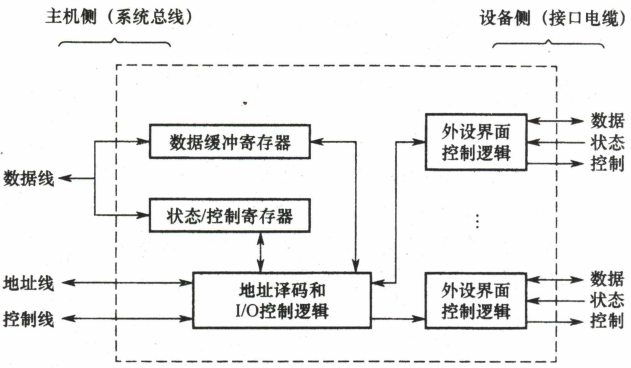 主机侧（系统总线） 设备侧（接口电缆）
数据缓冲寄存器
外设界面
控制逻辑
数据
状态
控制
数据线
状态/控制寄存器
地址线
控制线
地址译码和
I/O控制逻辑
外设界面
控制逻辑
数据
状态
控制